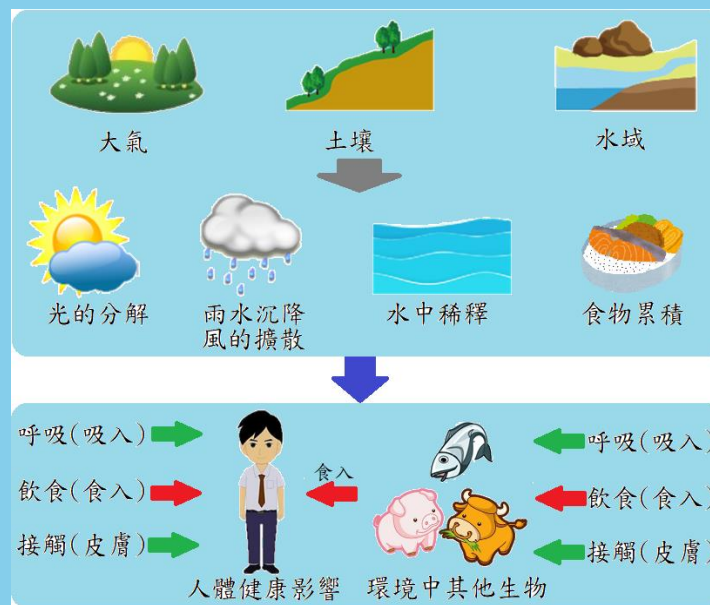 大氣
土壤
水域
光的分解
雨水沉降
風的擴散
水中稀釋
食物累積
呼吸(吸入)
飲食(食入)
接觸(皮膚)
食入
呼吸(吸入)
飲食(食入)
接觸(皮膚)
人體健康影響
環境中其他生物